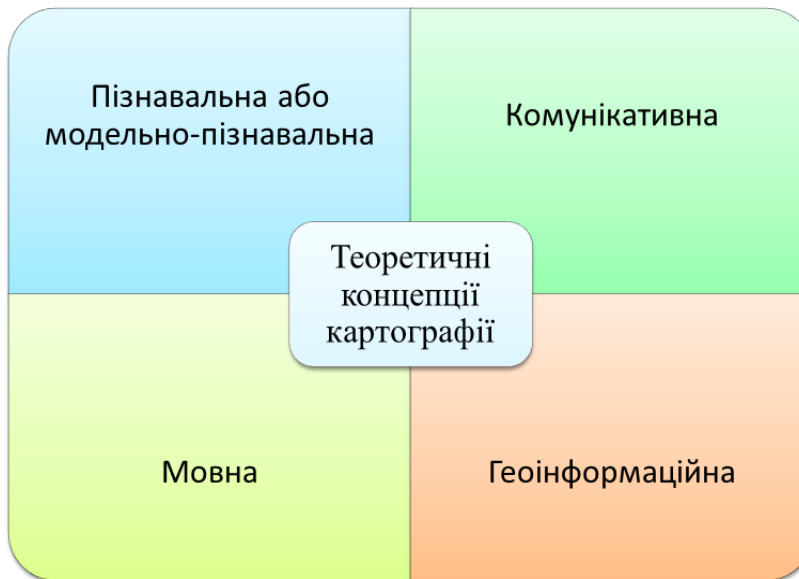 Пізнавальна або
модельно-пізнавальна
Комунікативна
Теоретичні
концепції
картографії
Мовна
Геоінформаційна